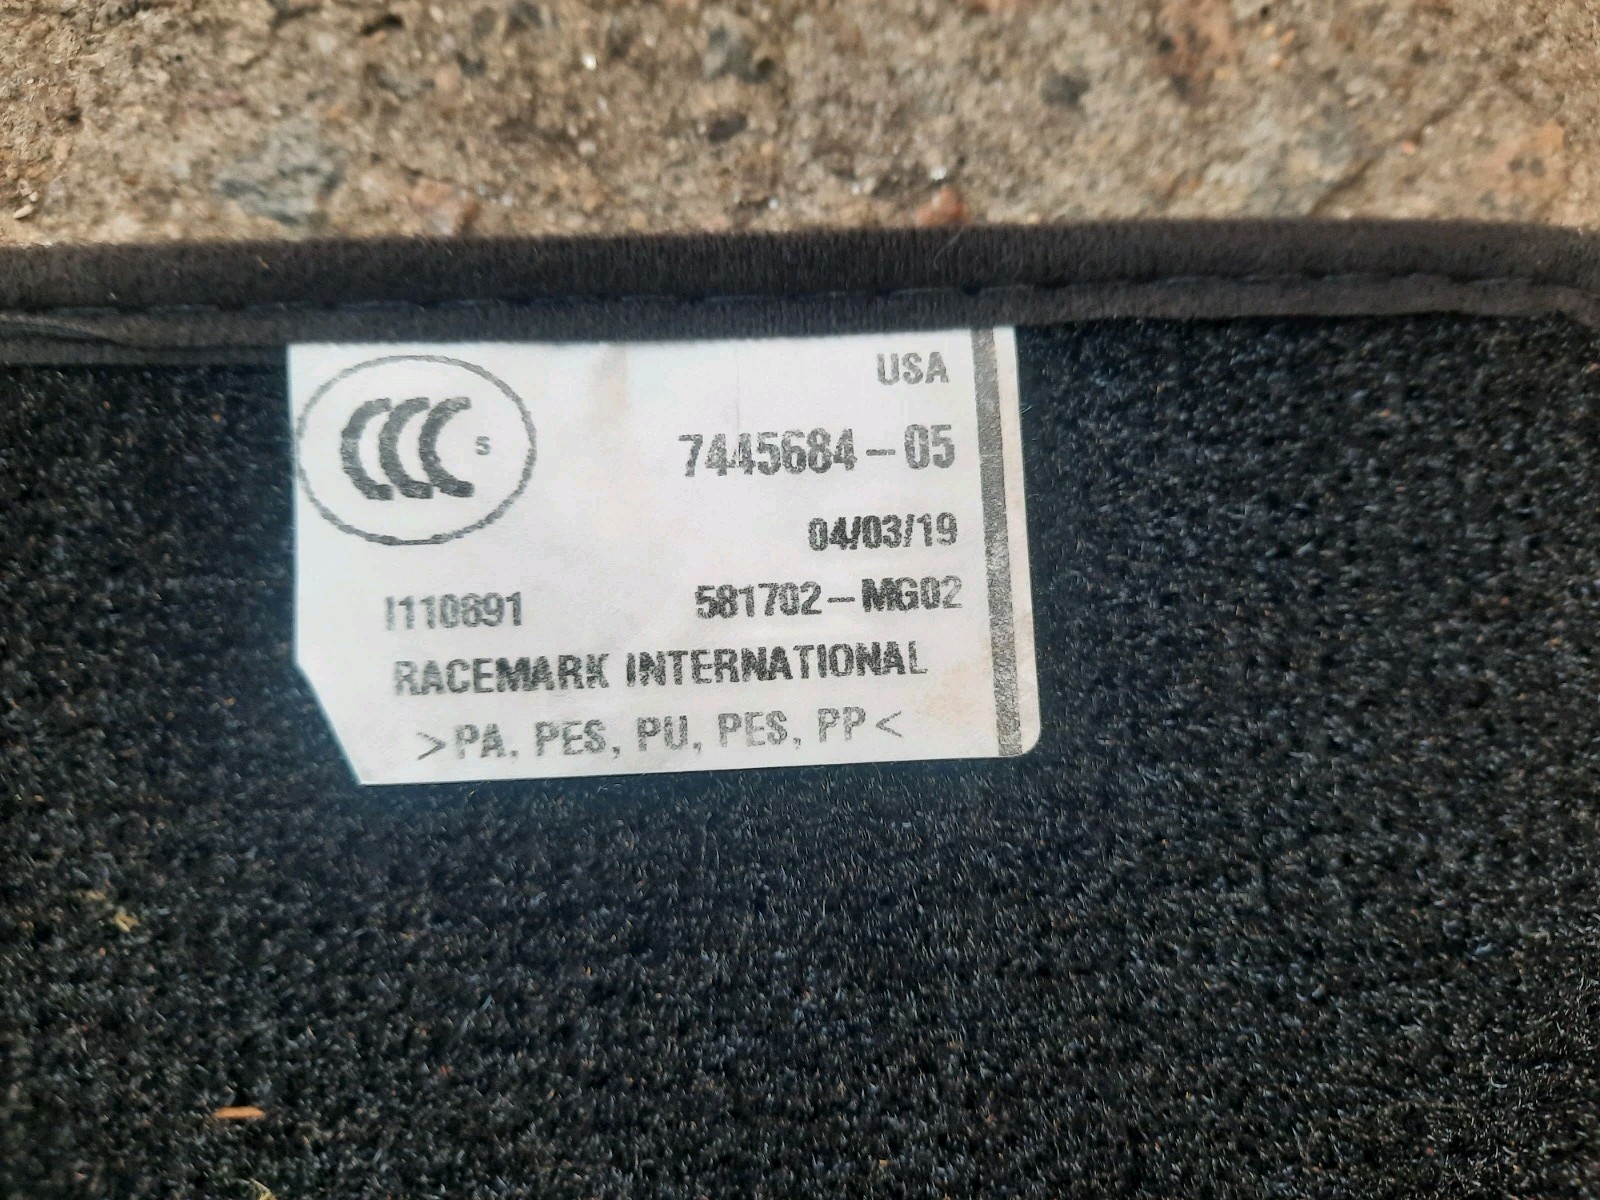 CCC S
USA
7445684-05
04/03/19
I110891 581702-MG02
RACEMARK INTERNATIONAL
>PA, PES, PU, PES, PP<